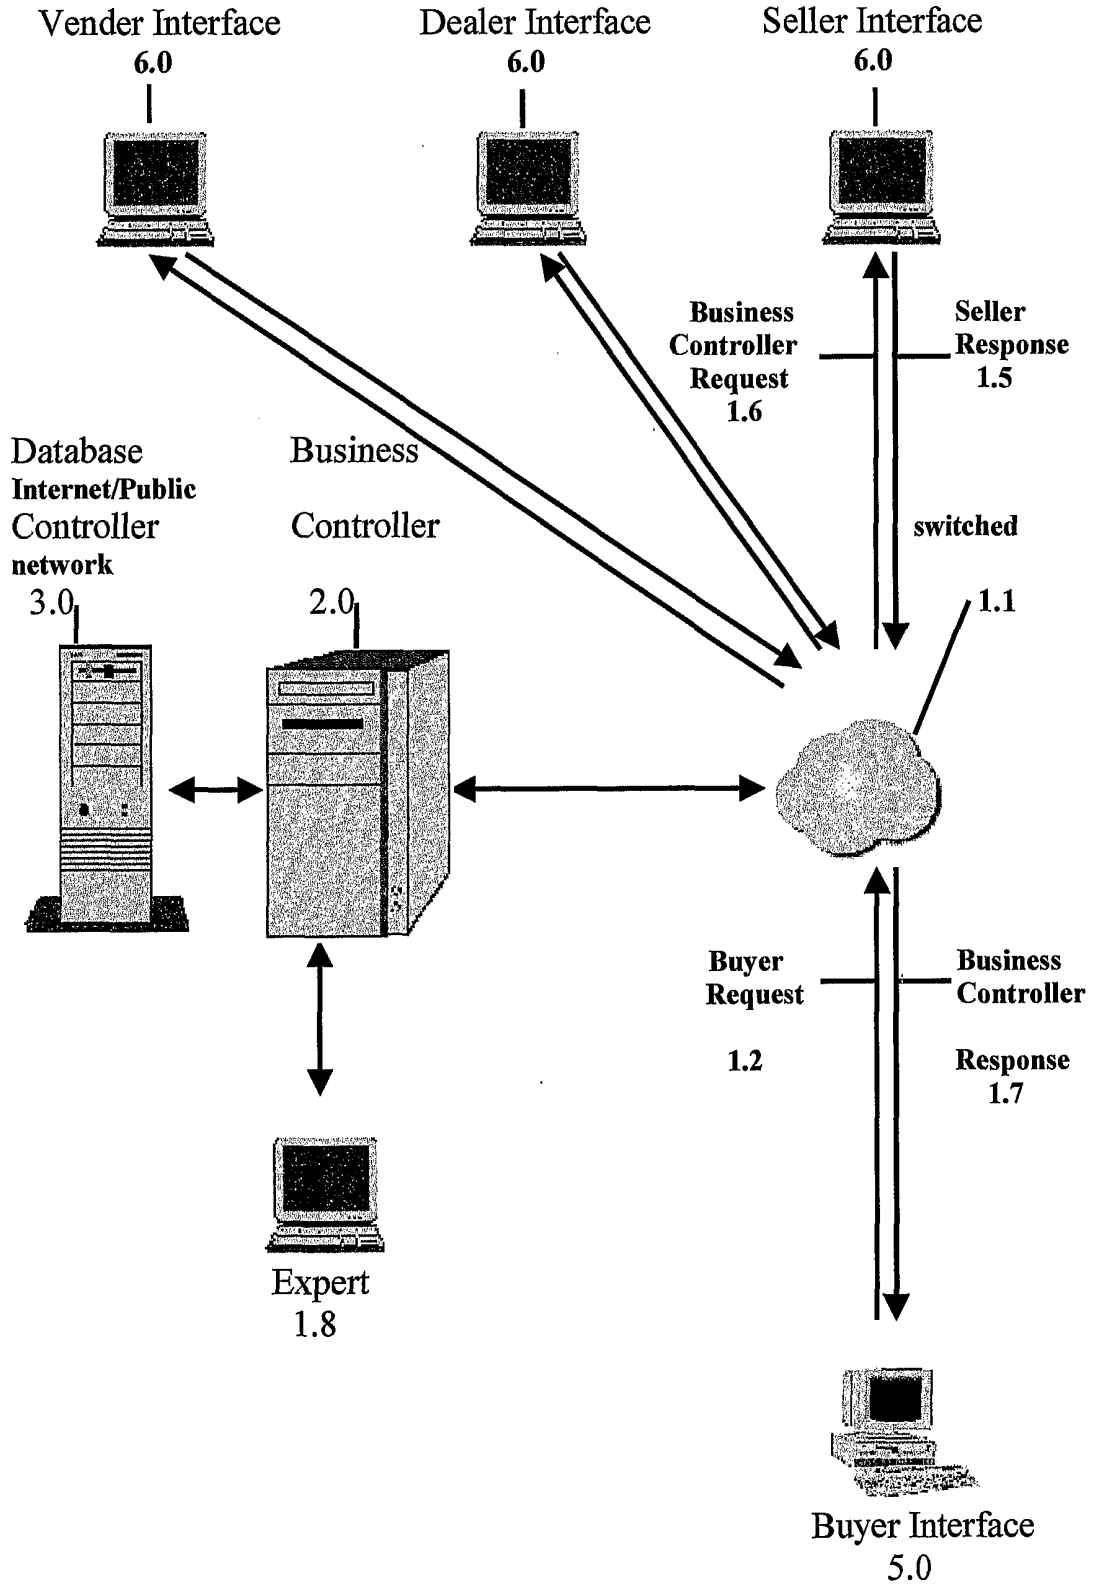 Vender Interface
6.0
Dealer Interface
6.0
Seller Interface
6.0
Business
Controller
Request
1.6
Seller
Response
1.5
Database
Internet/Public
Controller
network
3.0
Business
Controller
2.0
switched
1.1
Buyer
Request
1.2
Business
Controller
Response
1.7
Expert
1.8
Buyer Interface
5.0